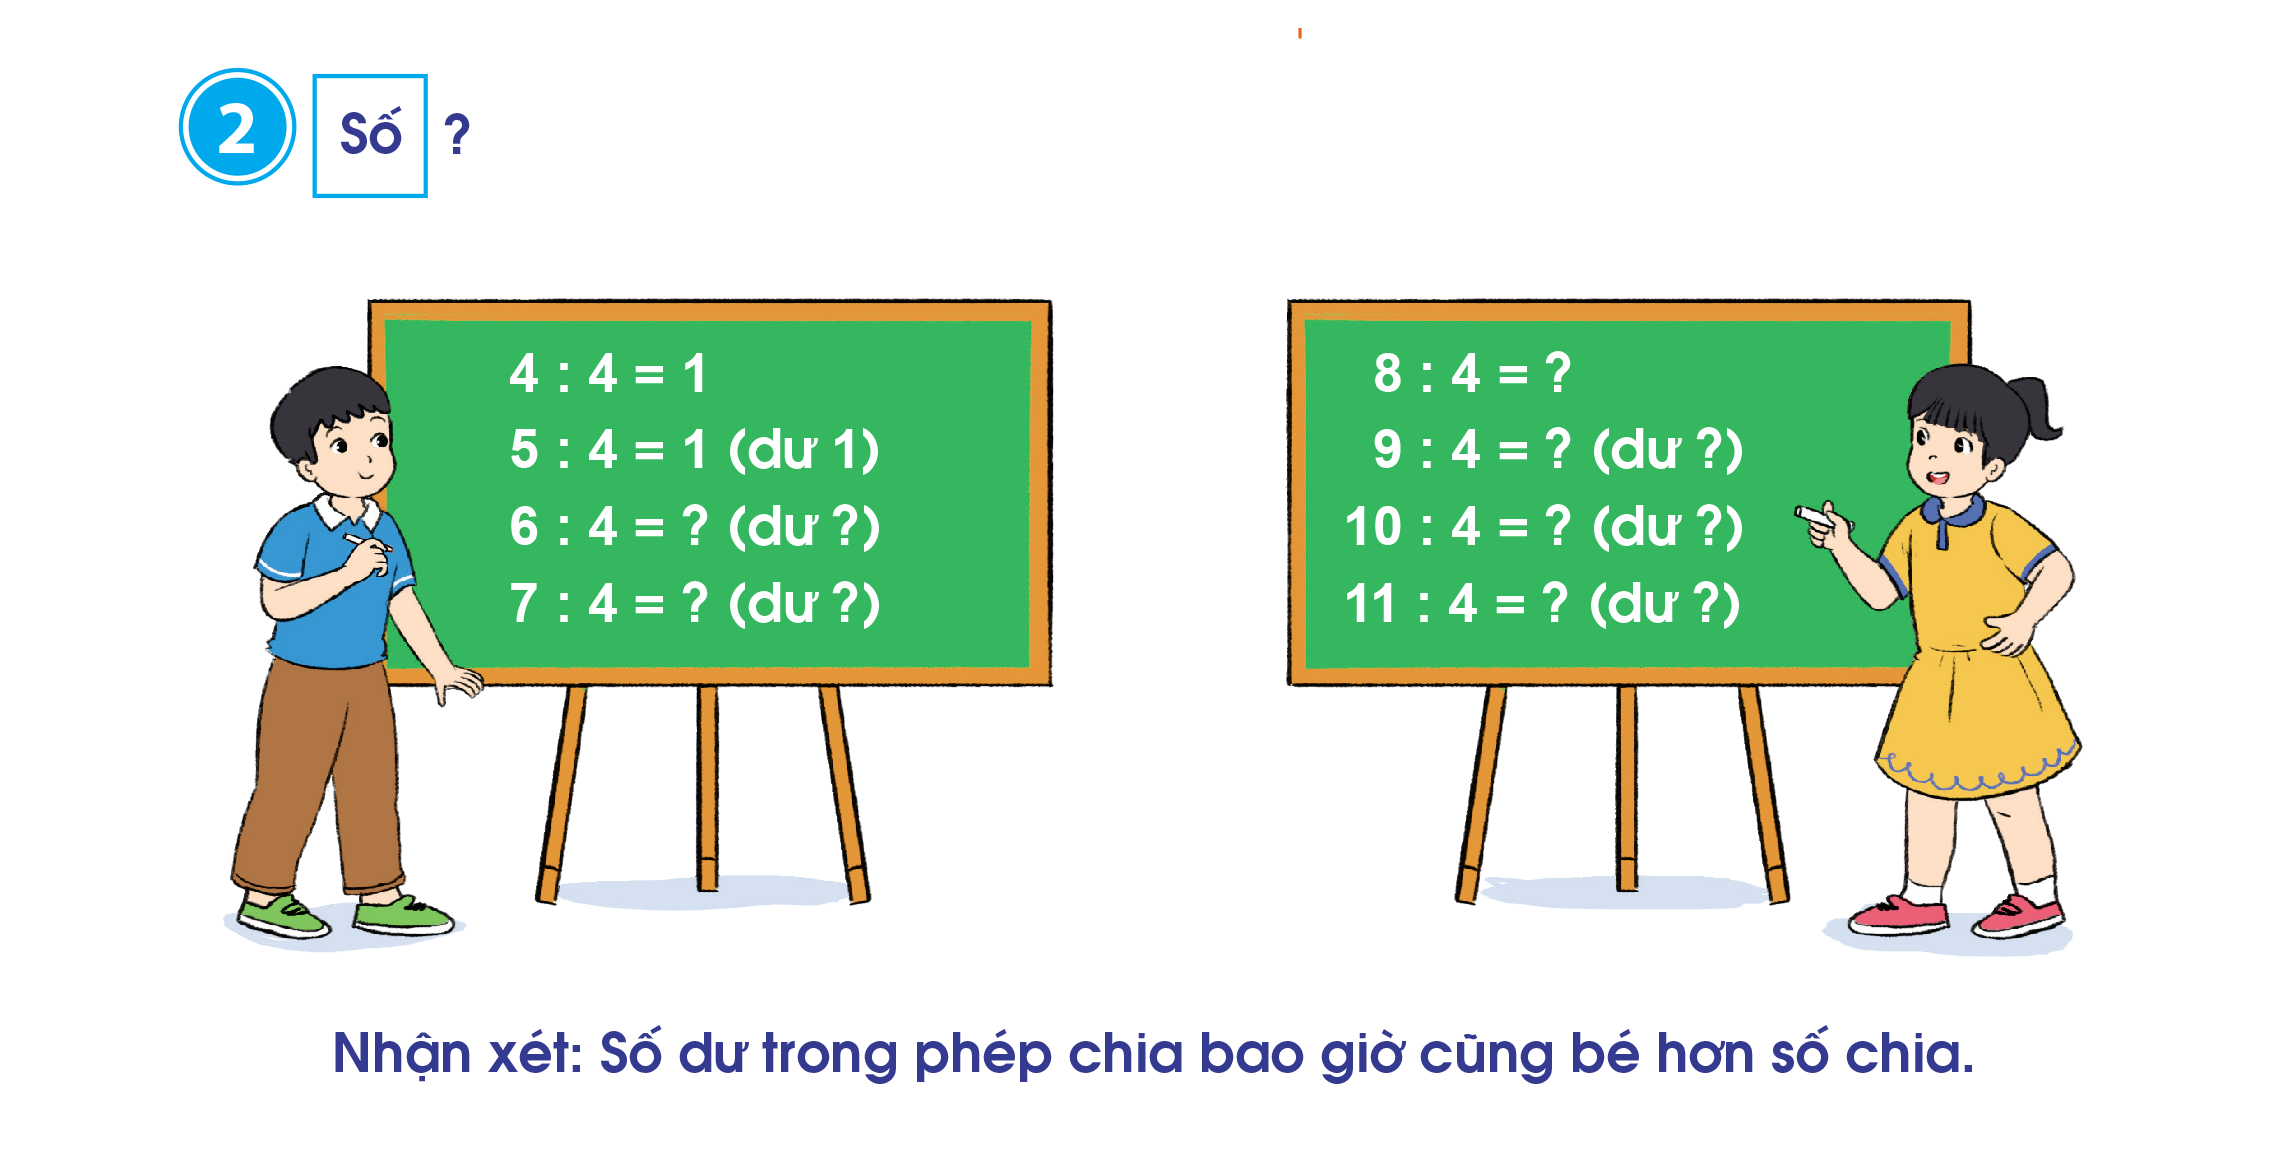 2 Số ?
4 : 4 = 1
5 : 4 = 1 (dư 1)
6 : 4 = ? (dư ?)
7 : 4 = ? (dư ?)
8 : 4 = ?
9 : 4 = ? (dư ?)
10 : 4 = ? (dư ?)
11 : 4 = ? (dư ?)
Nhận xét: Số dư trong phép chia bao giờ cũng bé hơn số chia.